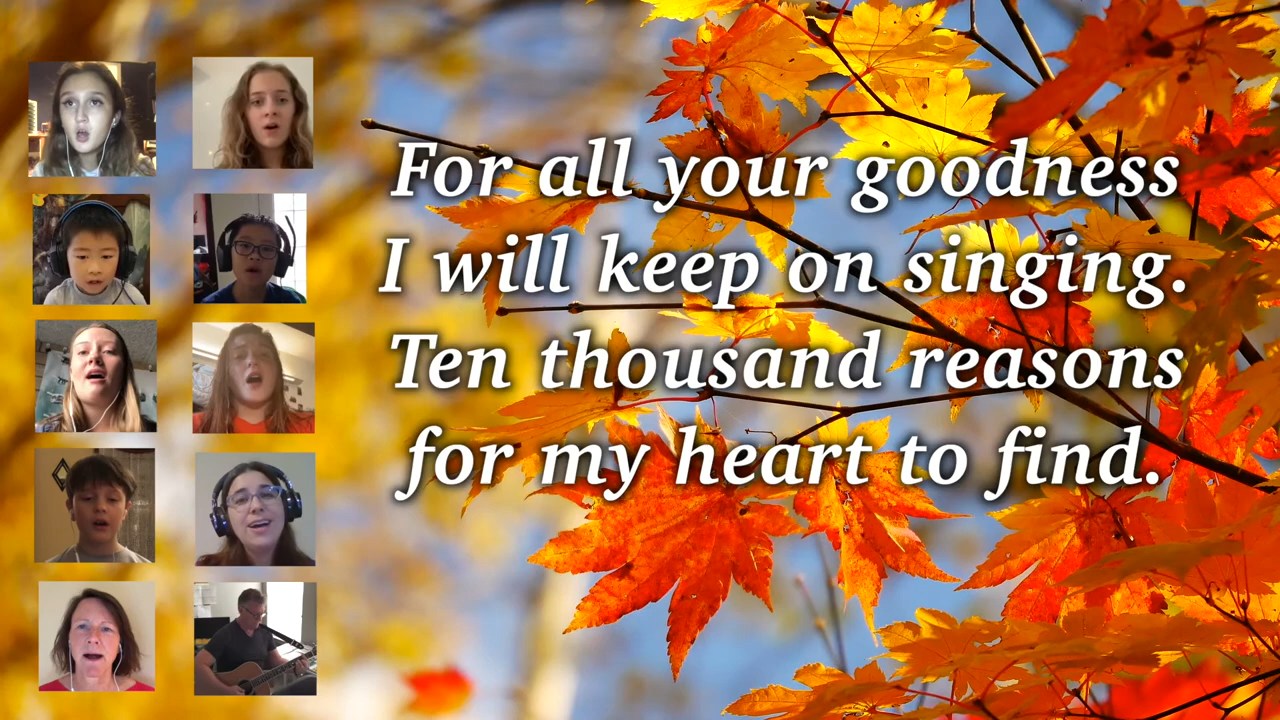 For all your goodness
I will keep on singing.
Ten thousand reasons
for my heart to find.